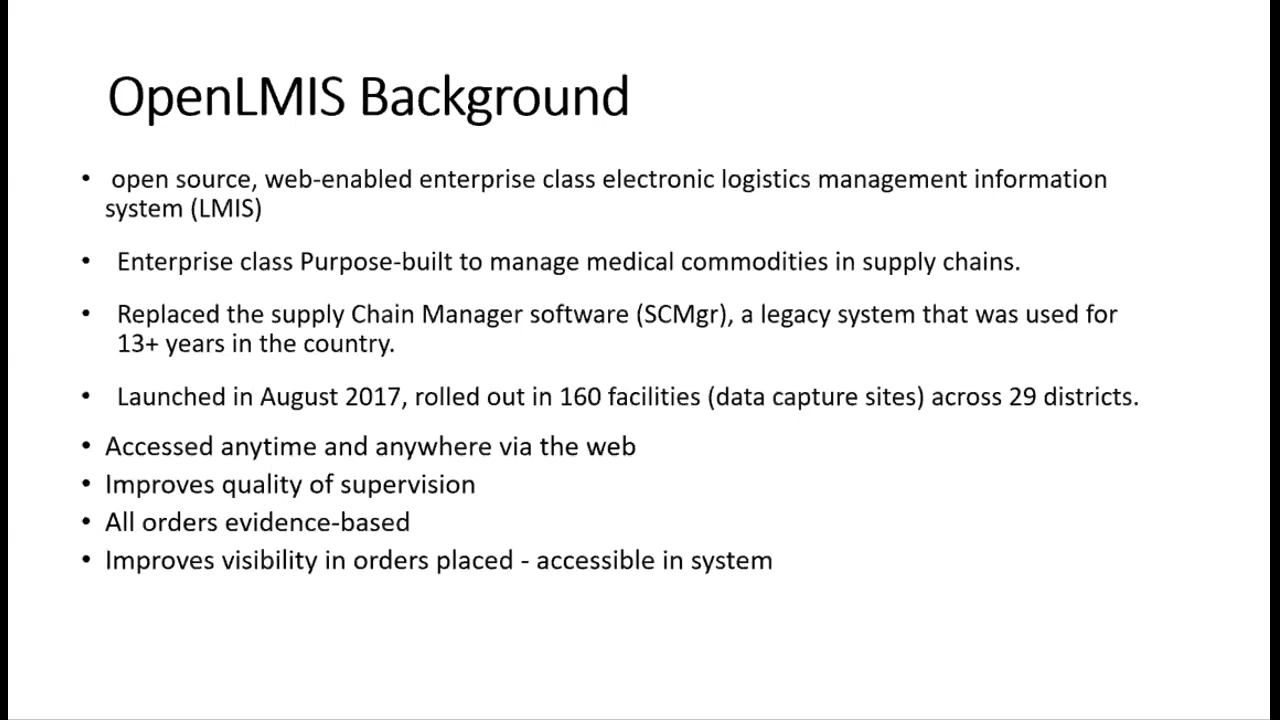 OpenLMIS Background
• open source, web-enabled enterprise class electronic logistics management information
system (LMIS)
• Enterprise class Purpose-built to manage medical commodities in supply chains.
• Replaced the supply Chain Manager software (SCMgr), a legacy system that was used for
13+ years in the country.
• Launched in August 2017, rolled out in 160 facilities (data capture sites) across 29 districts.
• Accessed anytime and anywhere via the web
• Improves quality of supervision
• All orders evidence-based
• Improves visibility in orders placed - accessible in system